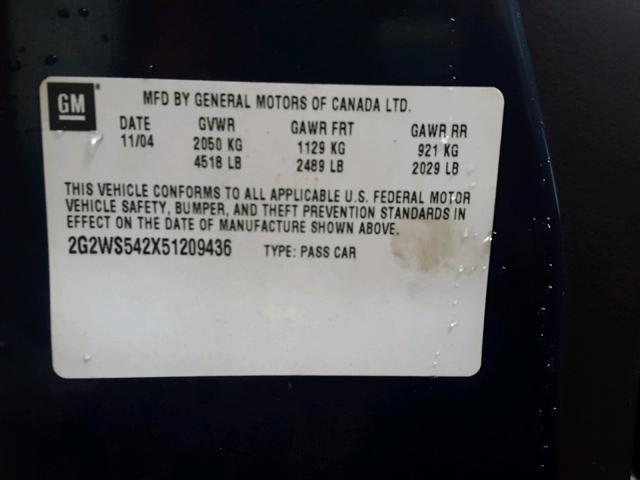 GM
MFD BY GENERAL MOTORS OF CANADA LTD.
DATE GVWR GAWR FRT GAWR RR
11/04 2050 KG 1129 KG 921 KG
4518 LB 2489 LB 2029 LB
THIS VEHICLE CONFORMS TO ALL APPLICABLE U.S. FEDERAL MOTOR
VEHICLE SAFETY, BUMPER, AND THEFT PREVENTION STANDARDS IN
EFFECT ON THE DATE OF MANUFACTURE SHOWN ABOVE.
2G2WS542X51209436 TYPE: PASS CAR